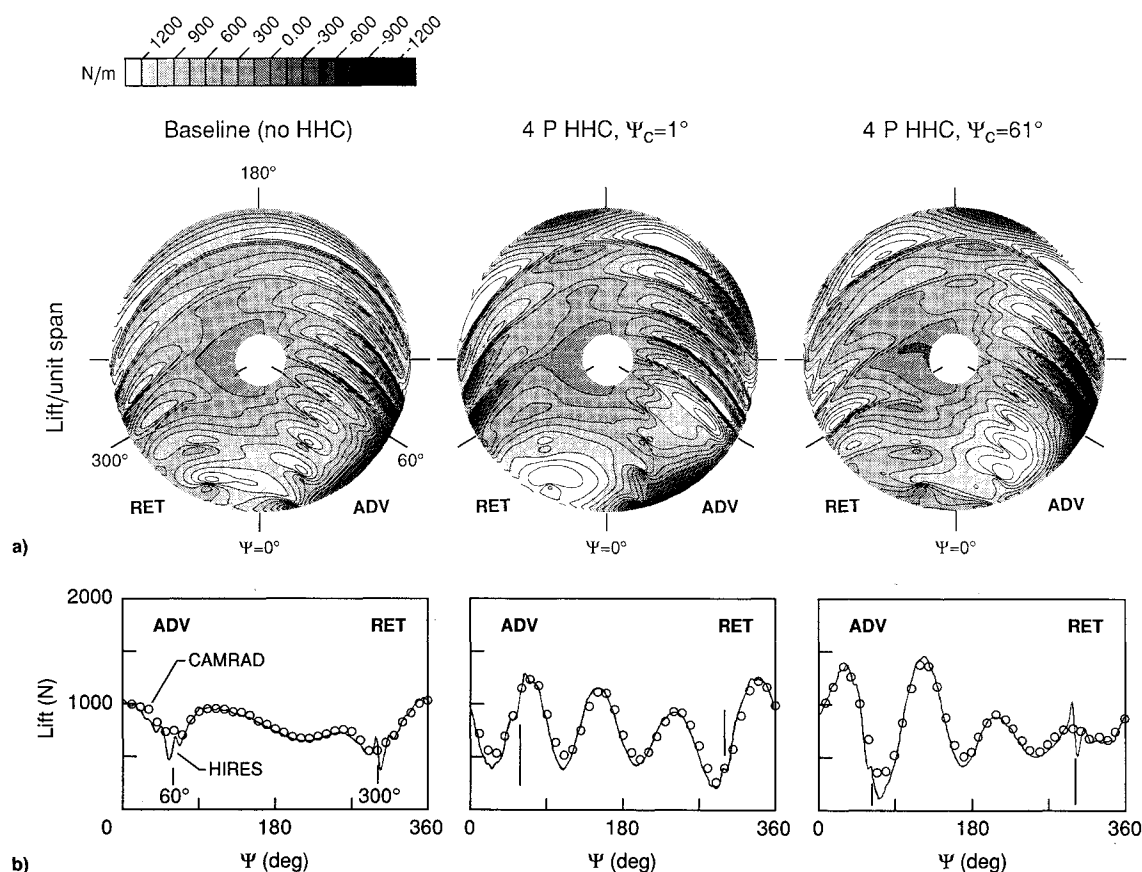 1200 900 600 300 0.00 -300 -600 -900 -1200
N/m
Baseline (no HHC)
4 P HHC, Ψc=1°
4 P HHC, Ψc=61°
180°
Lift/unit span
300°
60°
RET
ADV
RET
ADV
RET
ADV
a)
Ψ=0°
Ψ=0°
Ψ=0°
2000
ADV
RET
ADV
RET
ADV
RET
CAMRAD
Lift (N)
1000
HIRES
60°
300°
0
180
360
0
180
360
0
180
360
b)
Ψ (deg)
Ψ (deg)
Ψ (deg)